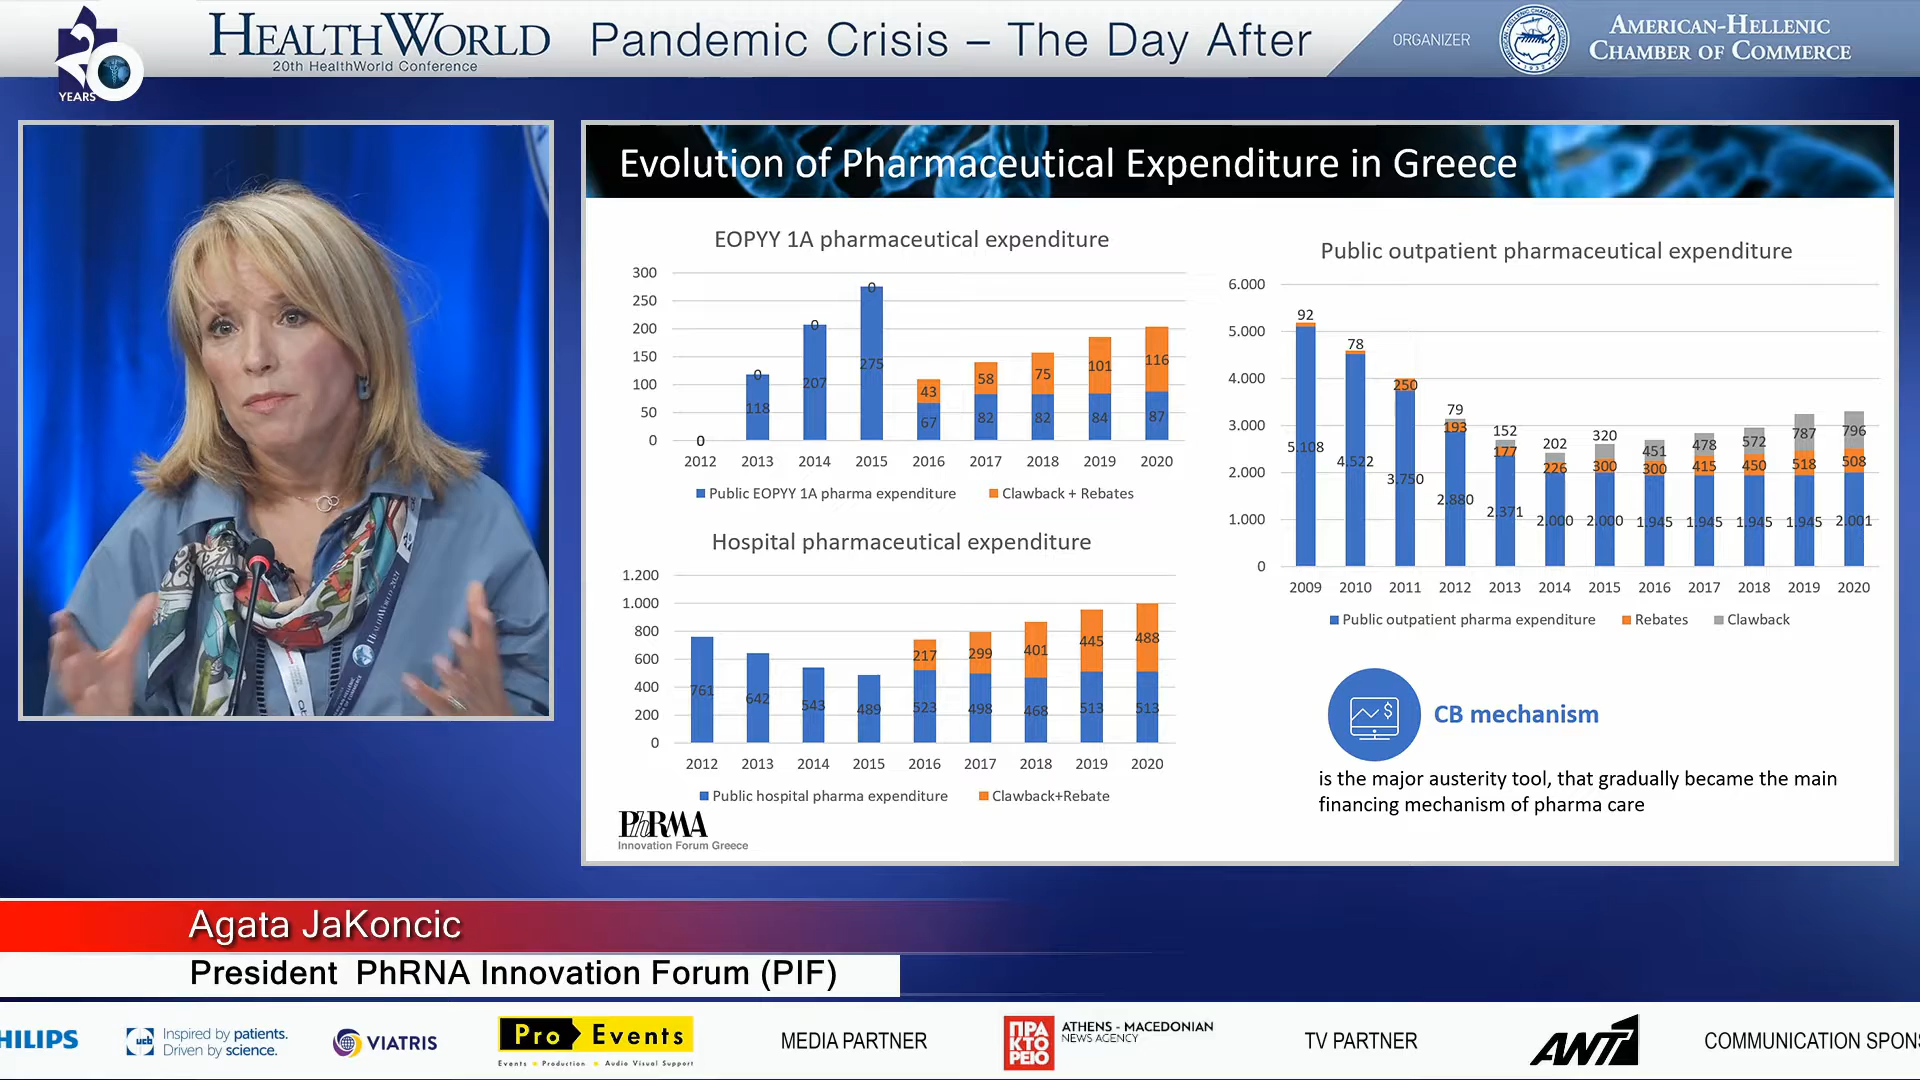 20
YEARS
HEALTHWORLD
20th HealthWorld Conference
Pandemic Crisis – The Day After
ORGANIZER
AMERICAN-HELLENIC
CHAMBER OF COMMERCE
Evolution of Pharmaceutical Expenditure in Greece
EOPYY 1A pharmaceutical expenditure
300
250
200
150
100
50
0
0 0 0 0
118 207 275
43 58 75 101 116
67 82 82 84 87
2012 2013 2014 2015 2016 2017 2018 2019 2020
Public EOPYY 1A pharma expenditure Clawback + Rebates
Hospital pharmaceutical expenditure
1.200
1.000
800
600
400
200
0
217 299 401 445 488
761 642 543 489 523 498 468 513 513
2012 2013 2014 2015 2016 2017 2018 2019 2020
Public hospital pharma expenditure Clawback+Rebate
PhRMA
Innovation Forum Greece
Public outpatient pharmaceutical expenditure
6.000
5.000
4.000
3.000
2.000
1.000
0
79 152 202 320 451 478 572 787 796
92 78 250 193 177 226 300 300 415 450 518 508
5.108 4.522 3.750 2.880 2.371 2.000 2.000 1.945 1.945 1.945 1.945 2.001
2009 2010 2011 2012 2013 2014 2015 2016 2017 2018 2019 2020
Public outpatient pharma expenditure Rebates Clawback
CB mechanism
is the major austerity tool, that gradually became the main
financing mechanism of pharma care
HEALTHWORLD 2021
Agata JaKoncic
President PhRNA Innovation Forum (PIF)
HILIPS
ucb
Inspired by patients.
Driven by science.
VIATRIS
Pro Events
Events Production Audio Visual Support
MEDIA PARTNER
ΠΡΑ
ΚΤΟ
ΡΕΙΟ
ATHENS - MACEDONIAN
NEWS AGENCY
TV PARTNER
ANT1
COMMUNICATION SPONS